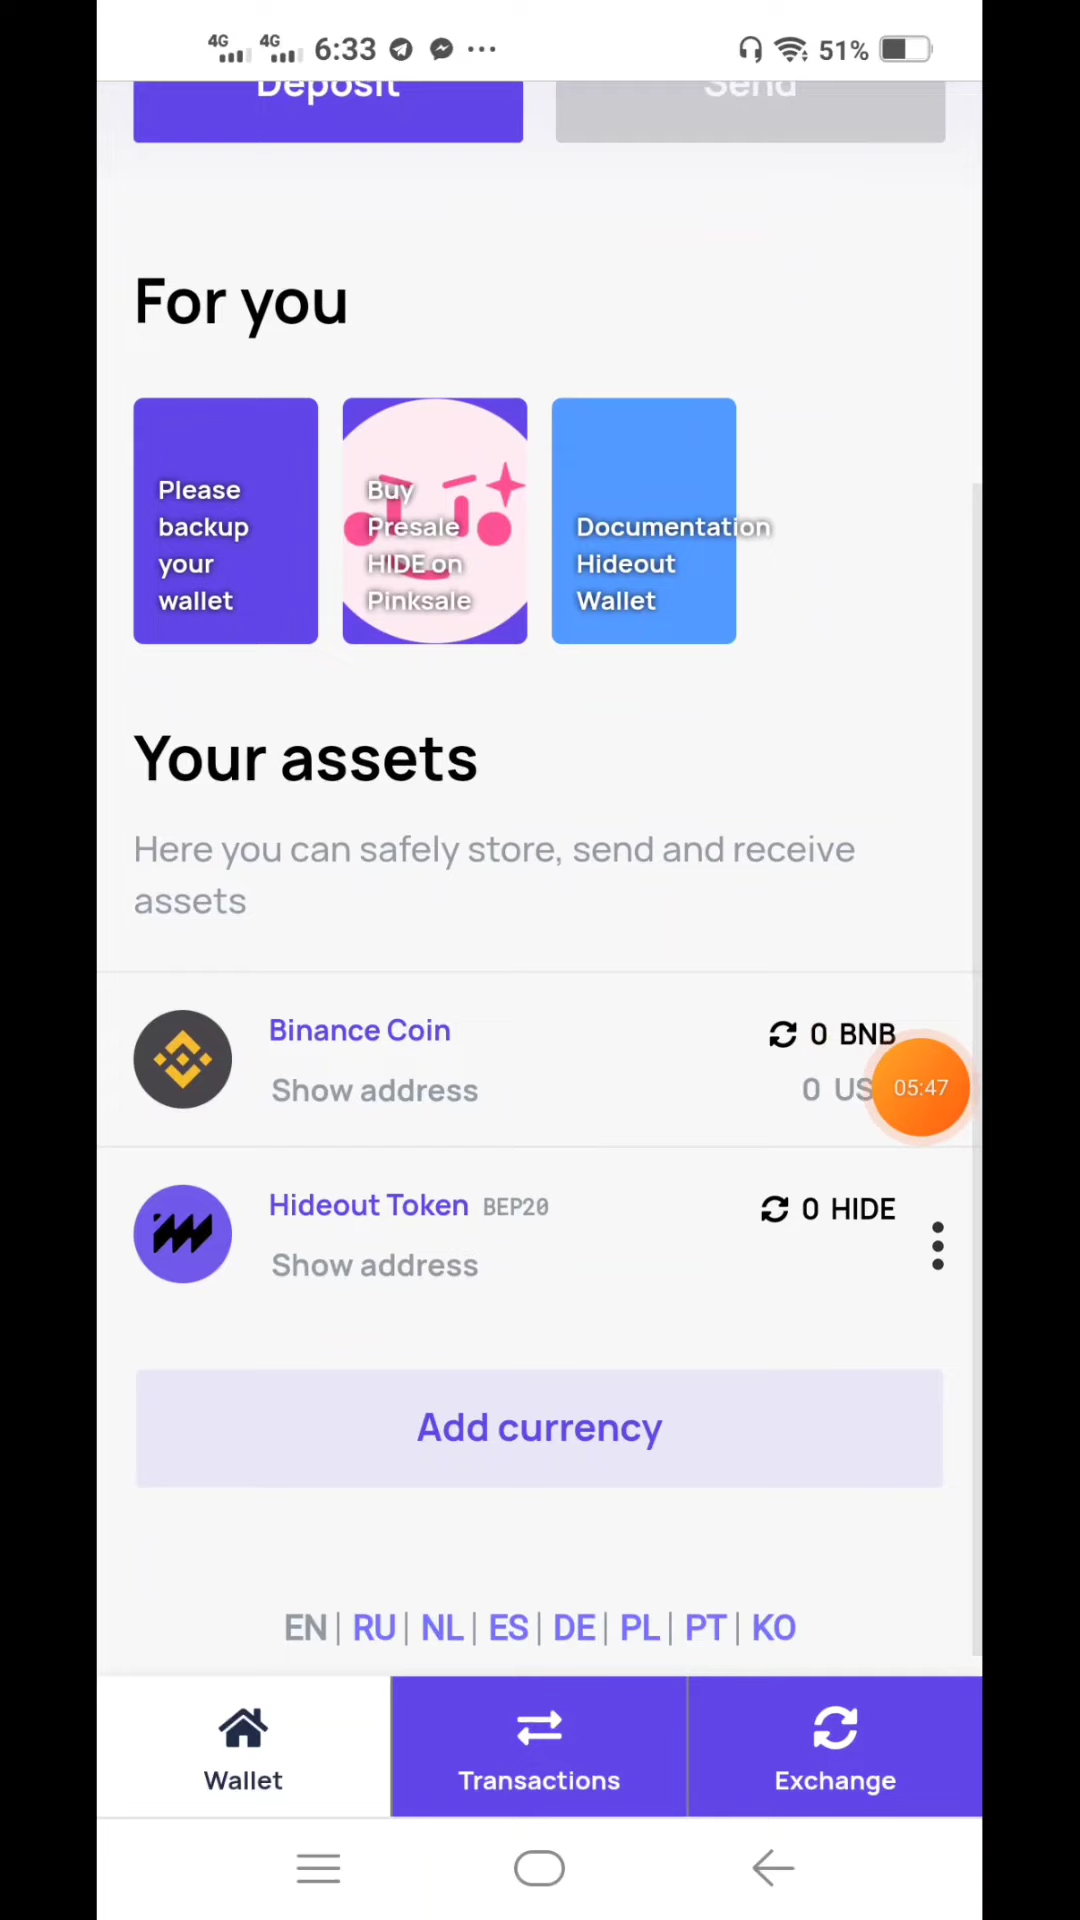 4G 4G 6:33 51%
Deposit Send
For you
Please
backup
your
wallet
Buy
Presale
HIDE on
Pinksale
Documentation
Hideout
Wallet
Your assets
Here you can safely store, send and receive
assets
Binance Coin 0 BNB
Show address 0 US
05:47
Hideout Token BEP20 0 HIDE
Show address
Add currency
EN | RU | NL | ES | DE | PL | PT | KO
Wallet Transactions Exchange